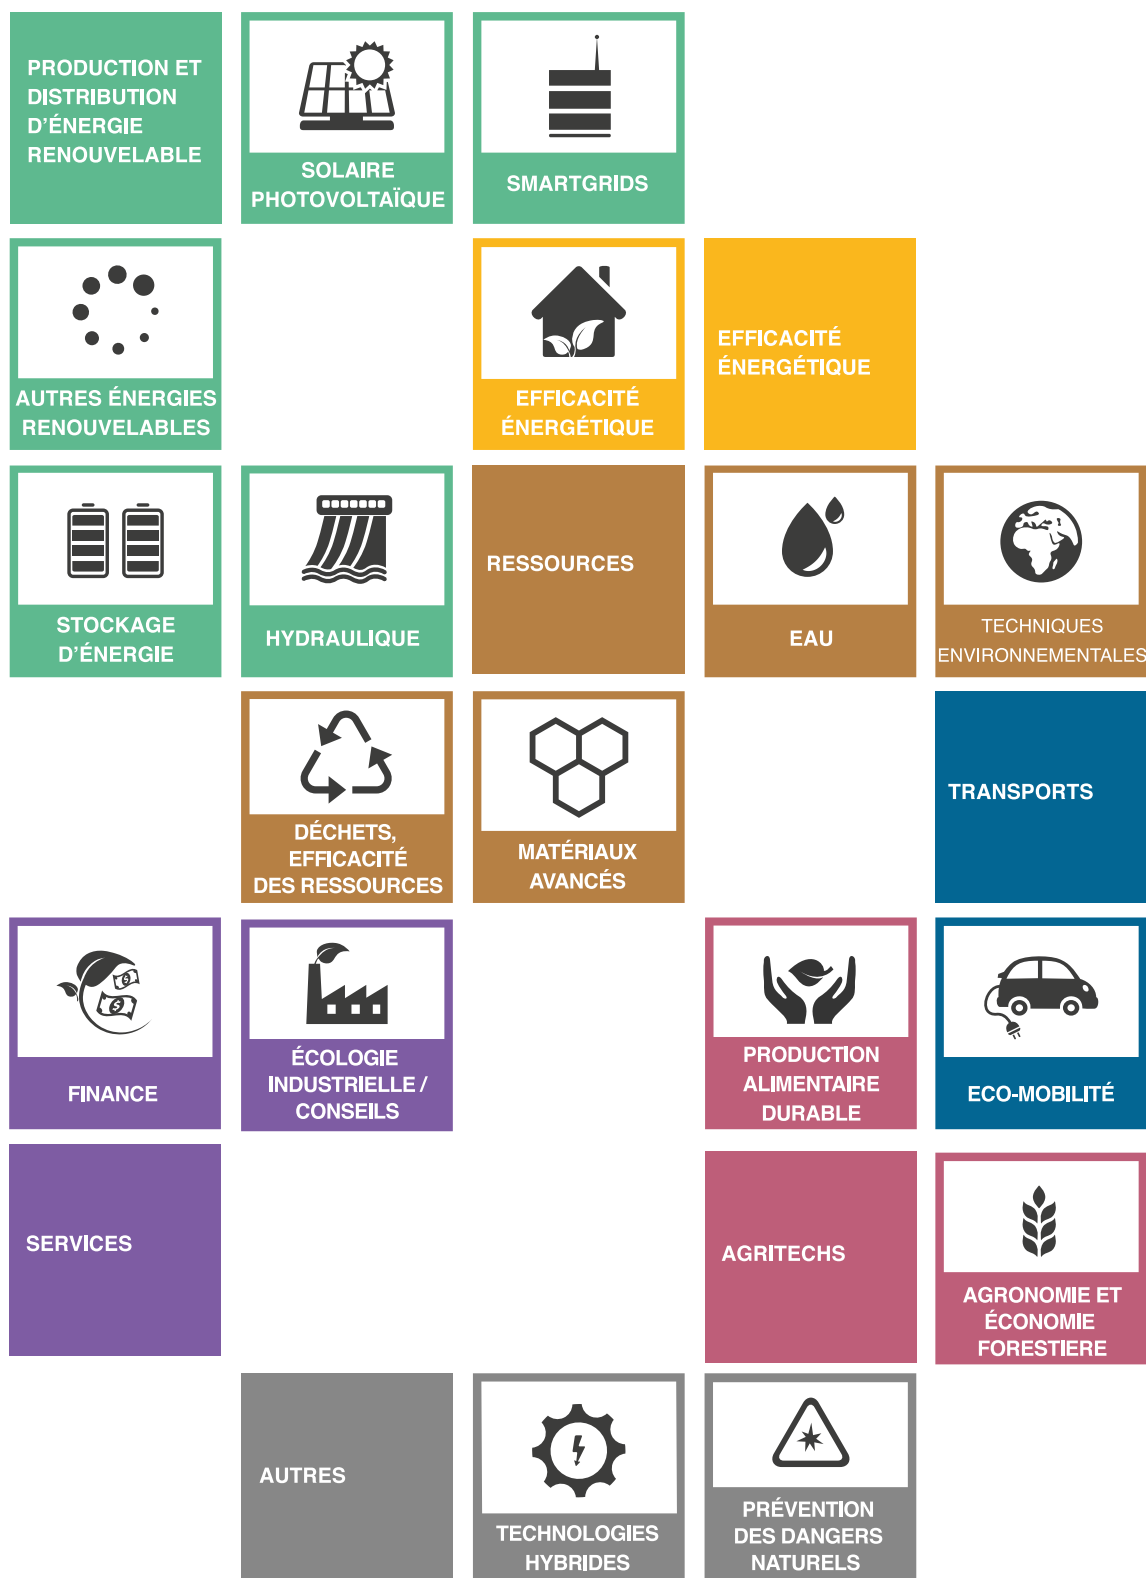 PRODUCTION ET
DISTRIBUTION
D'ÉNERGIE
RENOUVELABLE
SOLAIRE
PHOTOVOLTAÏQUE
SMARTGRIDS
AUTRES ÉNERGIES
RENOUVELABLES
EFFICACITÉ
ÉNERGÉTIQUE
EFFICACITÉ
ÉNERGÉTIQUE
STOCKAGE
D'ÉNERGIE
HYDRAULIQUE
RESSOURCES
EAU
TECHNIQUES
ENVIRONNEMENTALES
DÉCHETS,
EFFICACITÉ
DES RESSOURCES
MATÉRIAUX
AVANCÉS
TRANSPORTS
FINANCE
ÉCOLOGIE
INDUSTRIELLE /
CONSEILS
PRODUCTION
ALIMENTAIRE
DURABLE
ECO-MOBILITÉ
SERVICES
AGRITECHS
AGRONOMIE ET
ÉCONOMIE
FORESTIERE
AUTRES
TECHNOLOGIES
HYBRIDES
PRÉVENTION
DES DANGERS
NATURELS